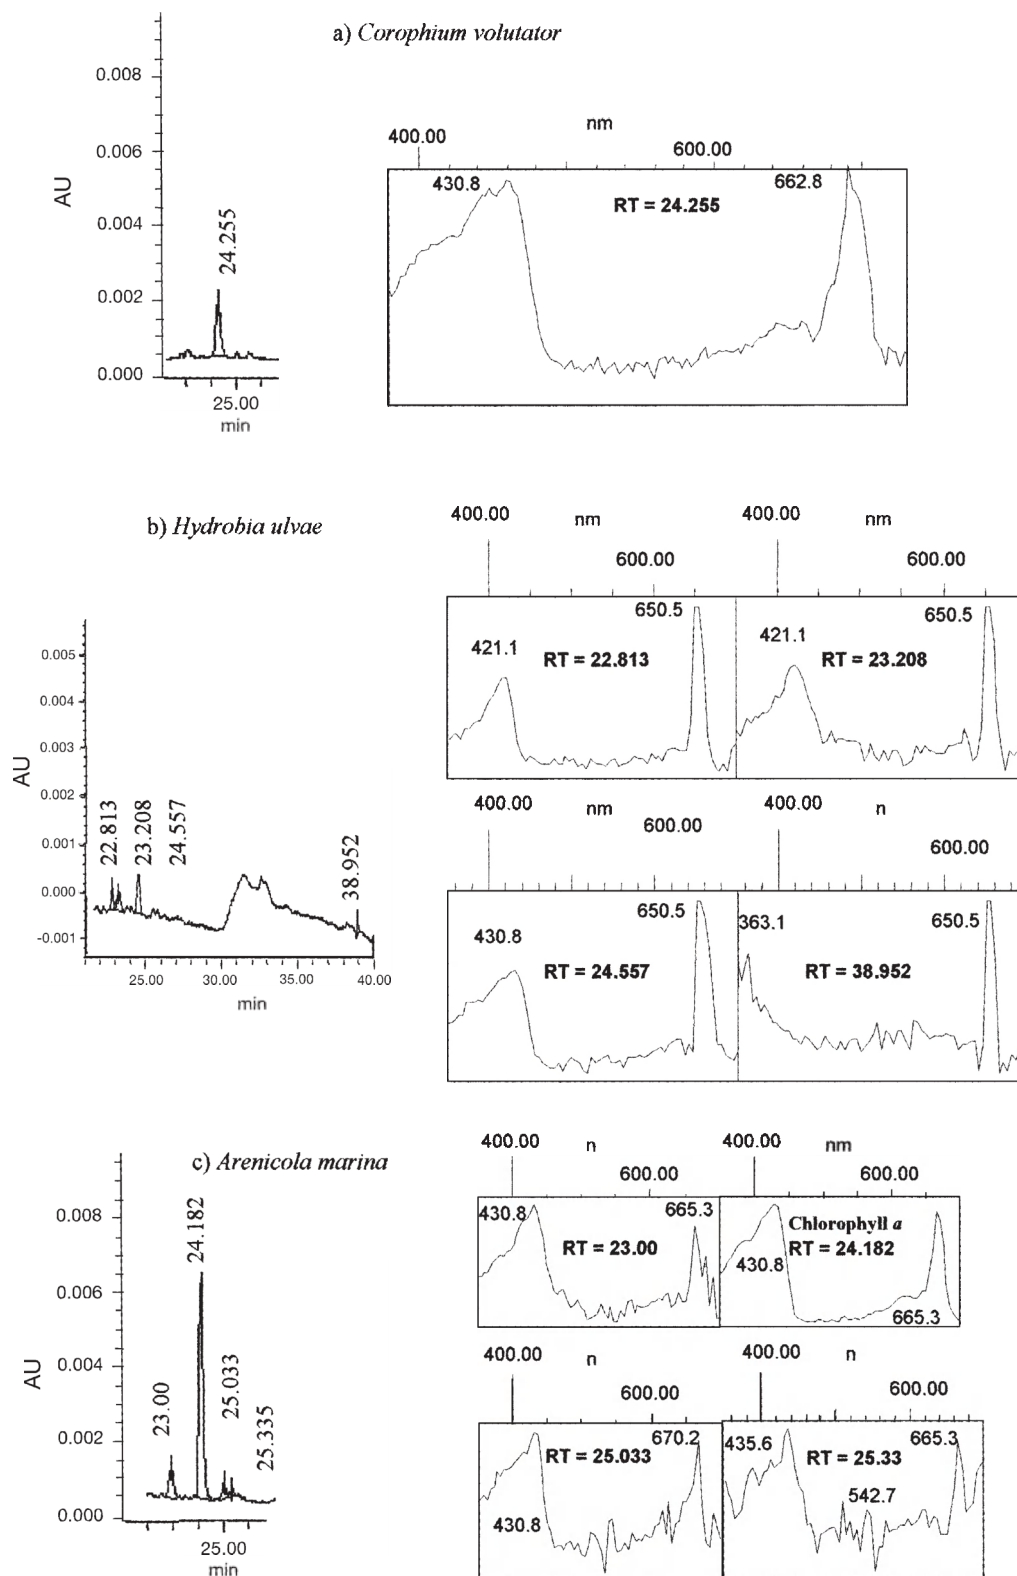 a) Corophium volutator
0.008
0.006
0.004
0.002
0.000
AU
24.255
25.00
min
400.00
nm
600.00
430.8
662.8
RT = 24.255
b) Hydrobia ulvae
0.005
0.004
0.003
0.002
0.001
0.000
-0.001
AU
22.813
23.208
24.557
38.952
25.00
30.00
35.00
40.00
min
400.00
nm
600.00
421.1
650.5
RT = 22.813
400.00
nm
600.00
421.1
650.5
RT = 23.208
400.00
nm
600.00
430.8
650.5
RT = 24.557
400.00
n
600.00
363.1
650.5
RT = 38.952
c) Arenicola marina
0.008
0.006
0.004
0.002
0.000
AU
23.00
24.182
25.033
25.335
25.00
min
400.00
n
600.00
430.8
665.3
RT = 23.00
400.00
nm
600.00
Chlorophyll a
RT = 24.182
430.8
665.3
400.00
n
600.00
670.2
RT = 25.033
430.8
400.00
n
600.00
435.6
665.3
RT = 25.33
542.7